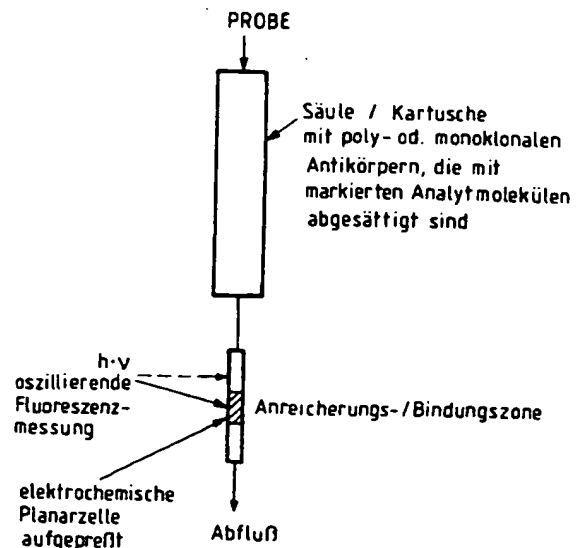 PROBE
Säule / Kartusche
mit poly- od. monoklonalen
Antikörpern, die mit
markierten Analytmolekülen
abgesättigt sind
h·ν
oszillierende
Fluoreszenz-
messung
Anreicherungs-/Bindungszone
elektrochemische
Planarzelle
aufgepreßt
Abfluß